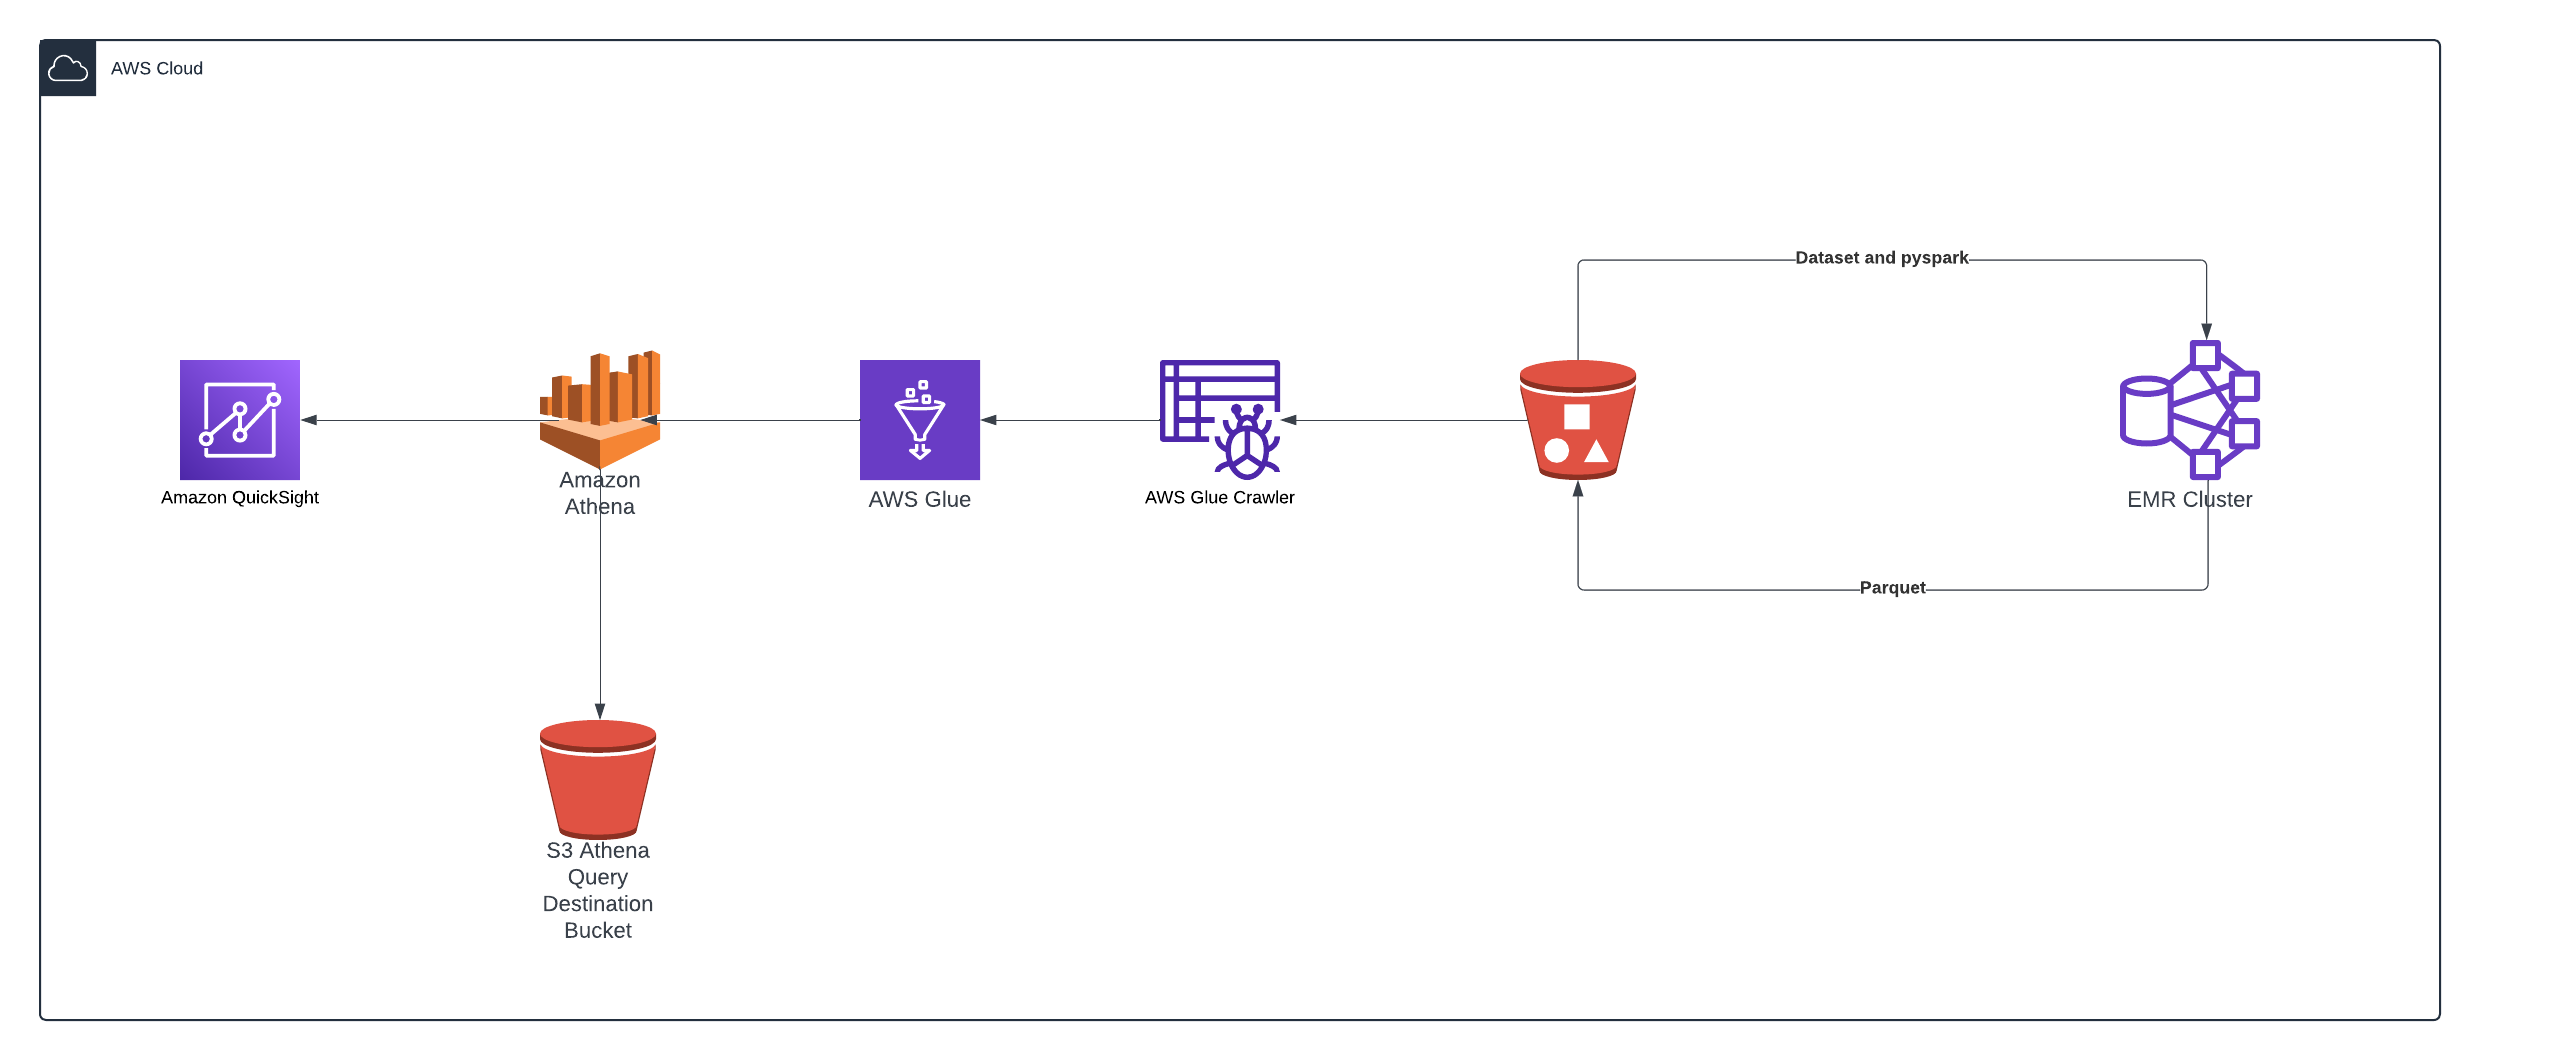 AWS Cloud
Dataset and pyspark
Amazon QuickSight
Amazon
Athena
AWS Glue
AWS Glue Crawler
EMR Cluster
Parquet
S3 Athena
Query
Destination
Bucket